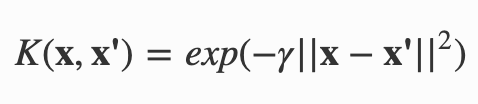 K(x, x') = exp(−γ||x − x'||²)